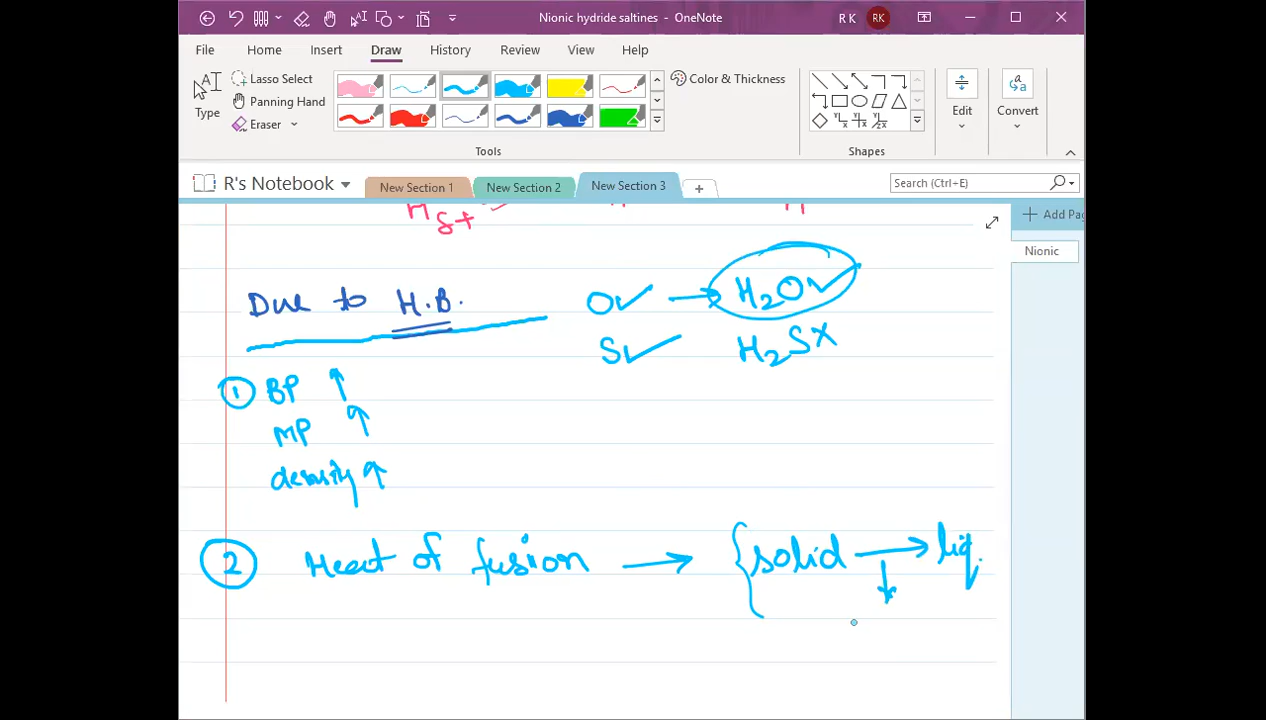 Nionic hydride saltines - OneNote
R K RK
File Home Insert Draw History Review View Help
Type
Lasso Select
Panning Hand
Eraser
Color & Thickness
Edit
Convert
Tools
Shapes
R's Notebook
New Section 1
New Section 2
New Section 3
Search (Ctrl+E)
Add Pag
Nionic
H δ+ H H
Due to H.B. O✓ → H₂O✓
S✓ H₂S X
① BP ↑
MP ↑
density ↑
② Heat of fusion → { solid → liq.
↓